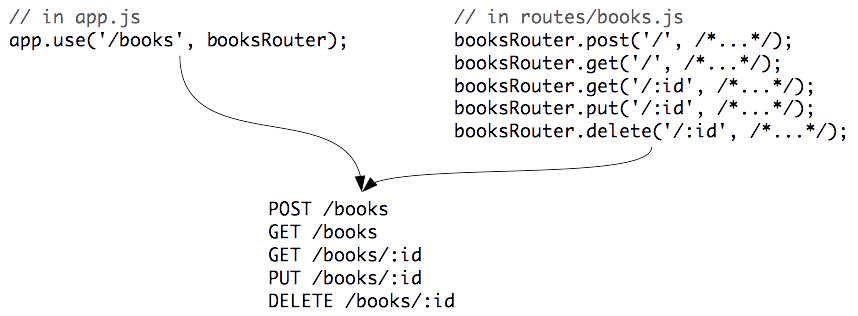 // in app.js
app.use('/books', booksRouter);
// in routes/books.js
booksRouter.post('/', /*...*/);
booksRouter.get('/', /*...*/);
booksRouter.get('/:id', /*...*/);
booksRouter.put('/:id', /*...*/);
booksRouter.delete('/:id', /*...*/);
POST /books
GET /books
GET /books/:id
PUT /books/:id
DELETE /books/:id